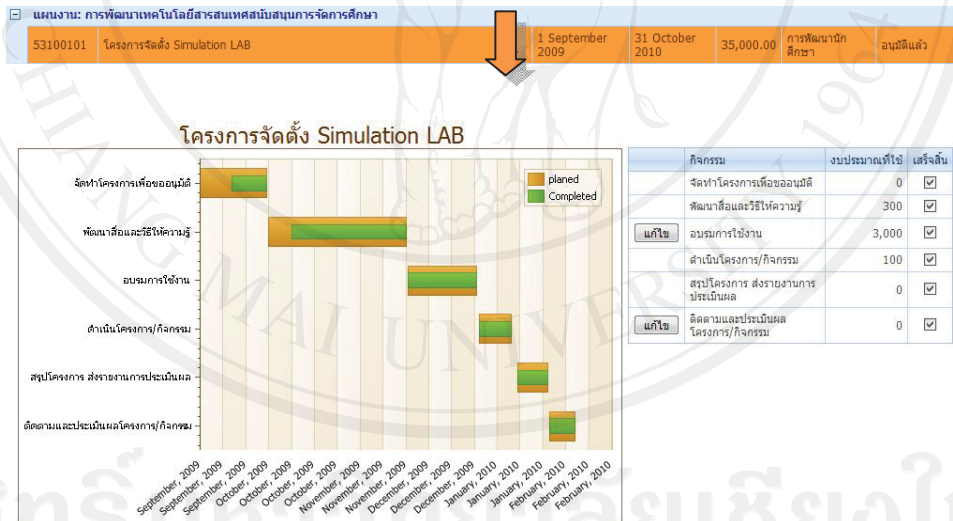 แผนงาน: การพัฒนาเทคโนโลยีสารสนเทศสนับสนุนการจัดการศึกษา
53100101 โครงการจัดตั้ง Simulation LAB 1 September 2009 31 October 2010 35,000.00 การพัฒนานักศึกษา อนุมัติแล้ว
โครงการจัดตั้ง Simulation LAB
planed
Completed
จัดทำโครงการเพื่อขออนุมัติ
พัฒนาสื่อและวิธีให้ความรู้
อบรมการใช้งาน
ดำเนินโครงการ/กิจกรรม
สรุปโครงการ ส่งรายงานการประเมินผล
ติดตามและประเมินผลโครงการ/กิจกรรม
September, 2009
September, 2009
September, 2009
October, 2009
October, 2009
October, 2009
November, 2009
November, 2009
November, 2009
December, 2009
December, 2009
December, 2009
January, 2010
January, 2010
January, 2010
February, 2010
February, 2010
February, 2010
กิจกรรม งบประมาณที่ใช้ เสร็จสิ้น
จัดทำโครงการเพื่อขออนุมัติ 0
พัฒนาสื่อและวิธีให้ความรู้ 300
แก้ไข อบรมการใช้งาน 3,000
ดำเนินโครงการ/กิจกรรม 100
สรุปโครงการ ส่งรายงานการ
ประเมินผล 0
แก้ไข ติดตามและประเมินผล
โครงการ/กิจกรรม 0
CHIANG MAI UNIVERSITY 1964